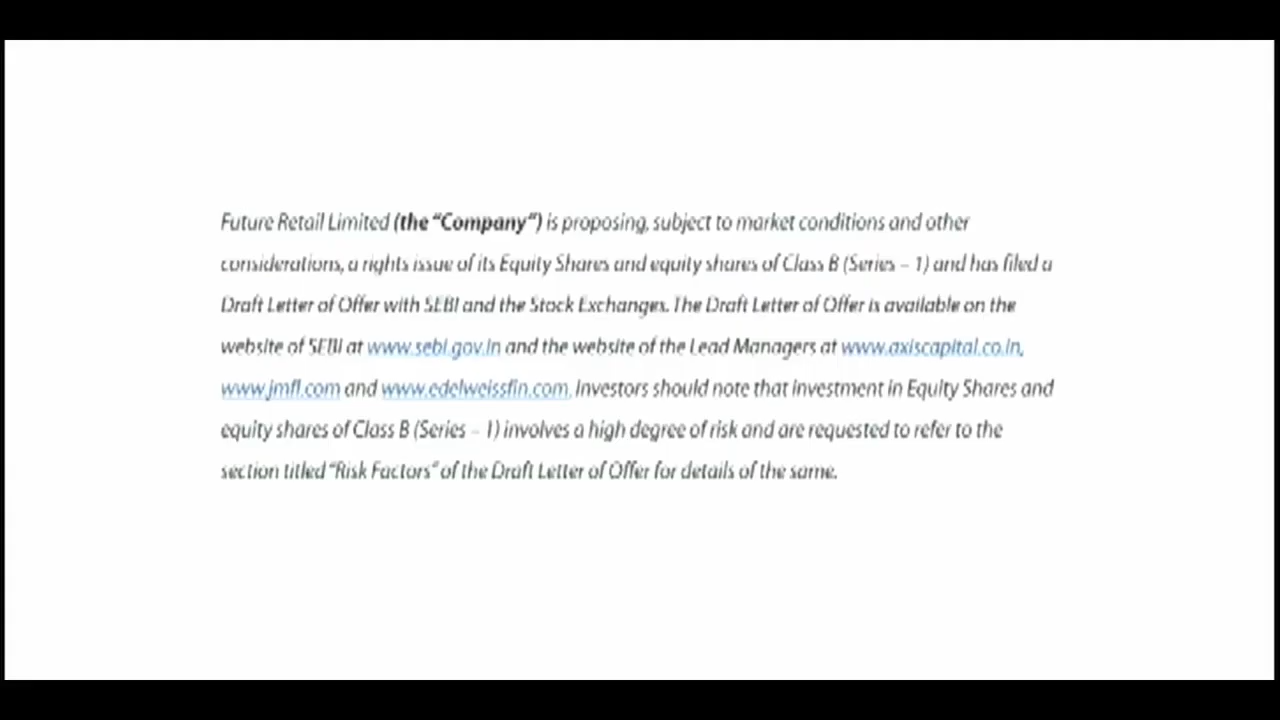 Future Retail Limited (the “Company”) is proposing, subject to market conditions and other
considerations, a rights issue of its Equity Shares and equity shares of Class B (Series – 1) and has filed a
Draft Letter of Offer with SEBI and the Stock Exchanges. The Draft Letter of Offer is available on the
website of SEBI at www.sebi.gov.in and the website of the Lead Managers at www.axiscapital.co.in,
www.jmfl.com and www.edelweissfin.com. Investors should note that investment in Equity Shares and
equity shares of Class B (Series – 1) involves a high degree of risk and are requested to refer to the
section titled “Risk Factors” of the Draft Letter of Offer for details of the same.